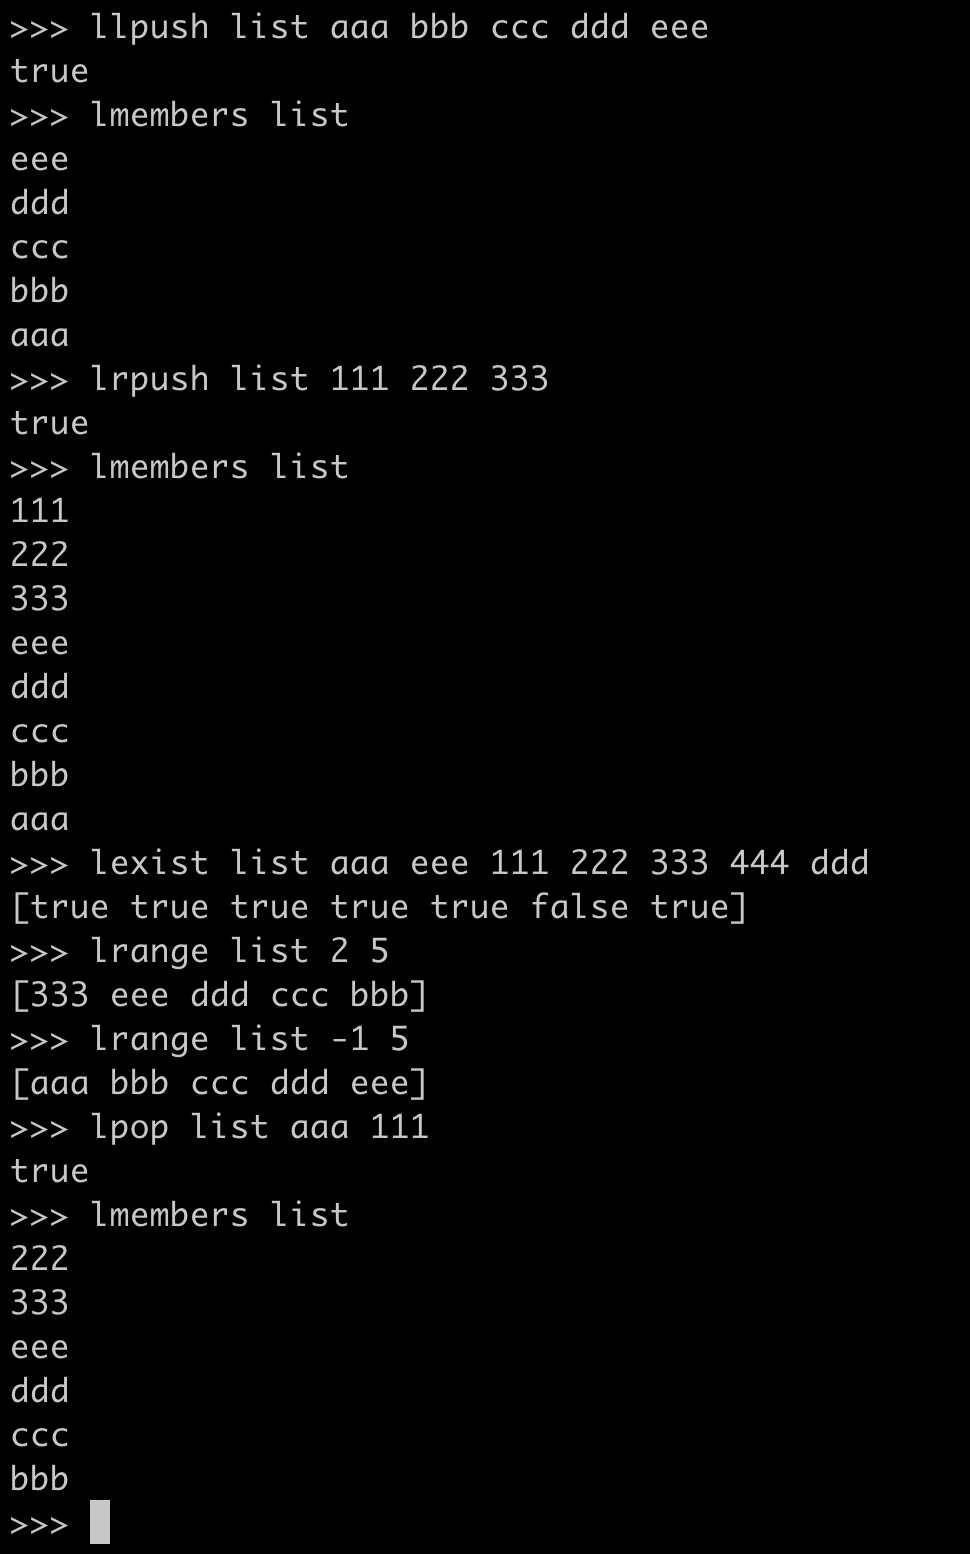 >>> llpush list aaa bbb ccc ddd eee
true
>>> lmembers list
eee
ddd
ccc
bbb
aaa
>>> lrpush list 111 222 333
true
>>> lmembers list
111
222
333
eee
ddd
ccc
bbb
aaa
>>> lexist list aaa eee 111 222 333 444 ddd
[true true true true true false true]
>>> lrange list 2 5
[333 eee ddd ccc bbb]
>>> lrange list -1 5
[aaa bbb ccc ddd eee]
>>> lpop list aaa 111
true
>>> lmembers list
222
333
eee
ddd
ccc
bbb
>>>